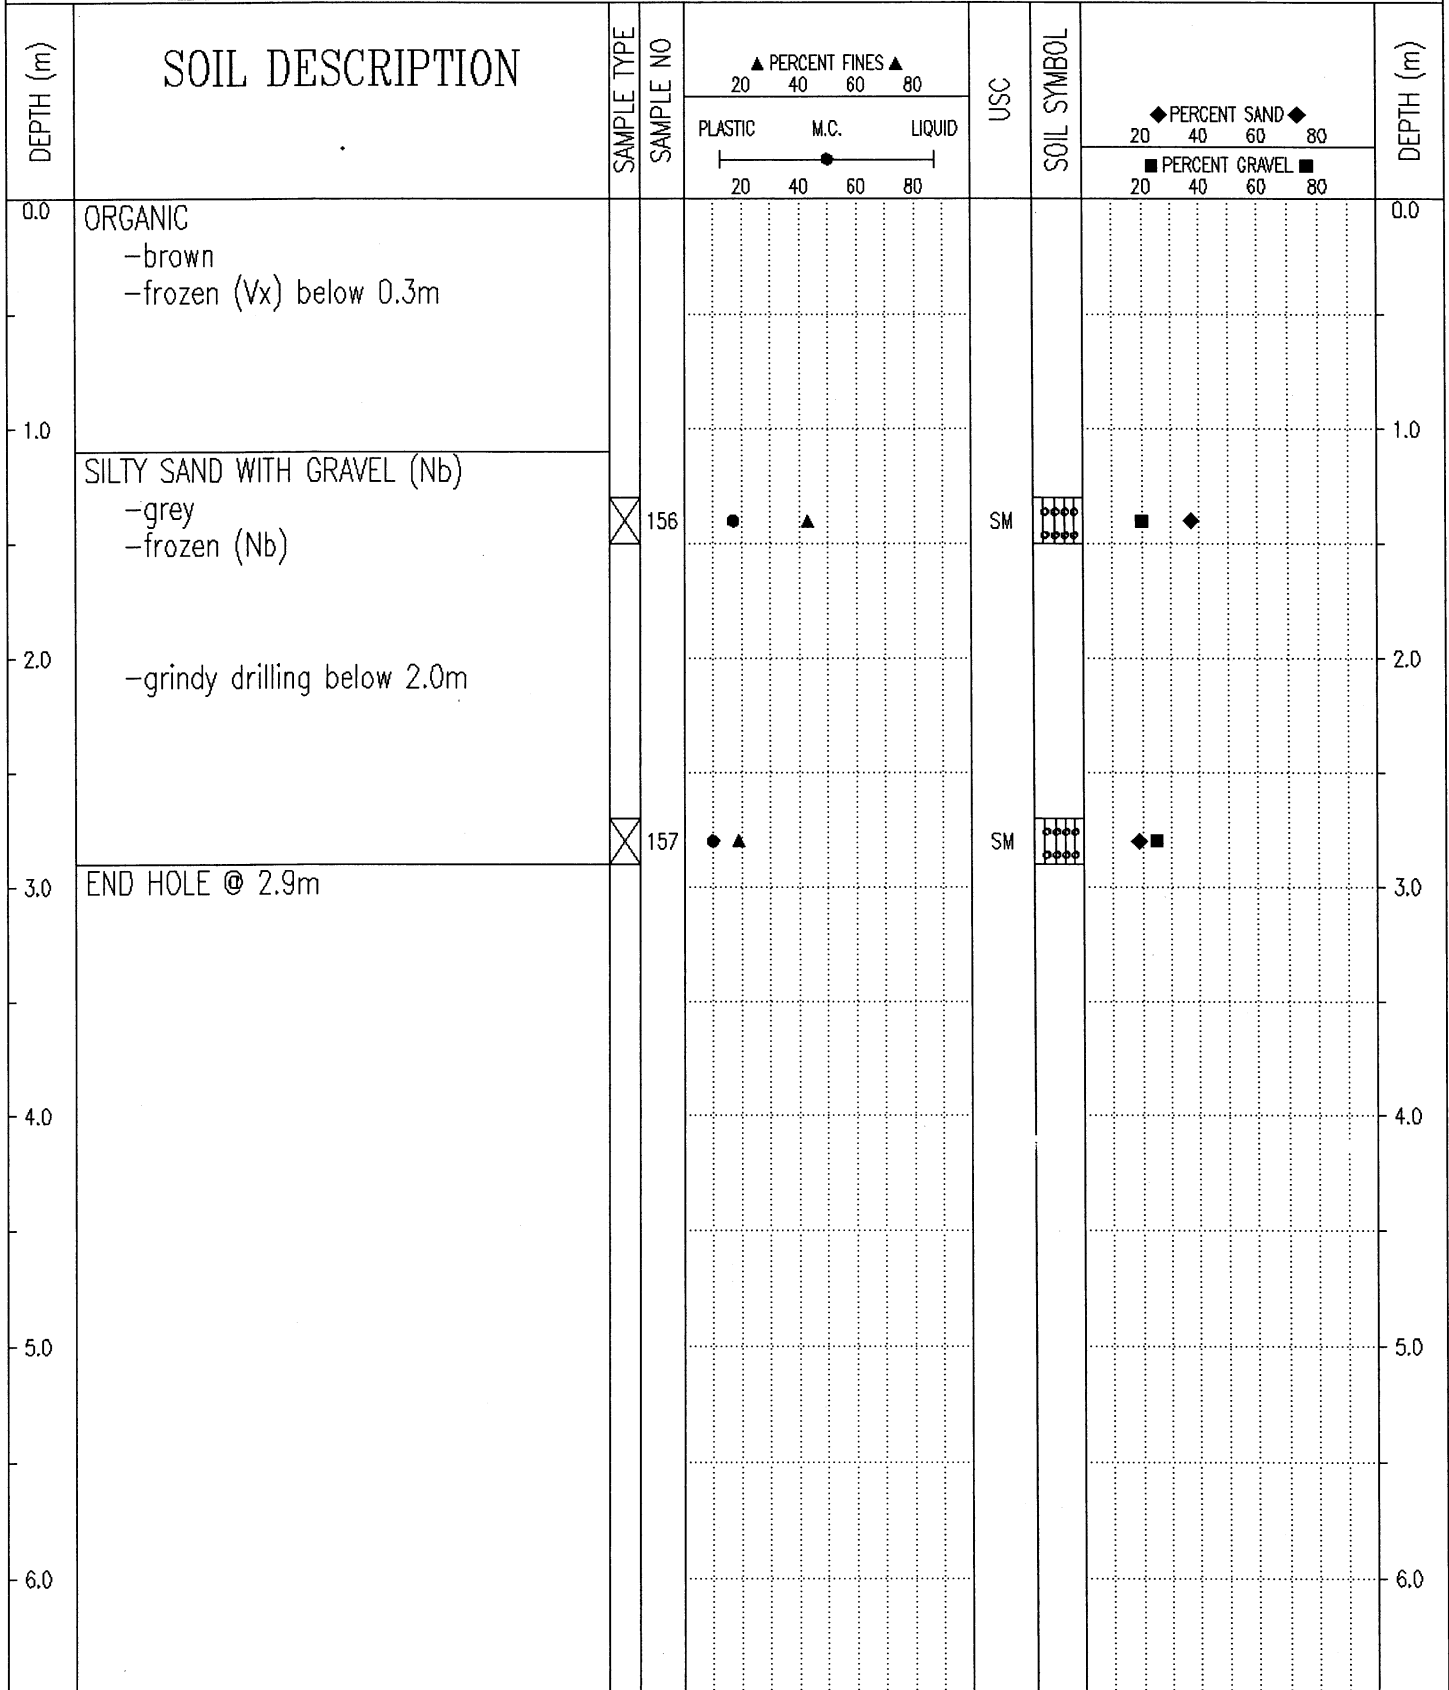 DEPTH (m)
SOIL DESCRIPTION
SAMPLE TYPE
SAMPLE NO
▲ PERCENT FINES ▲
20 40 60 80
PLASTIC M.C. LIQUID
20 40 60 80
USC
SOIL SYMBOL
◆ PERCENT SAND ◆
20 40 60 80
■ PERCENT GRAVEL ■
20 40 60 80
DEPTH (m)
0.0 ORGANIC 0.0
-brown
-frozen (Vx) below 0.3m
1.0 1.0
SILTY SAND WITH GRAVEL (Nb)
-grey
156 SM
-frozen (Nb)
2.0 2.0
-grindy drilling below 2.0m
157 SM
3.0 END HOLE @ 2.9m 3.0
4.0 4.0
5.0 5.0
6.0 6.0